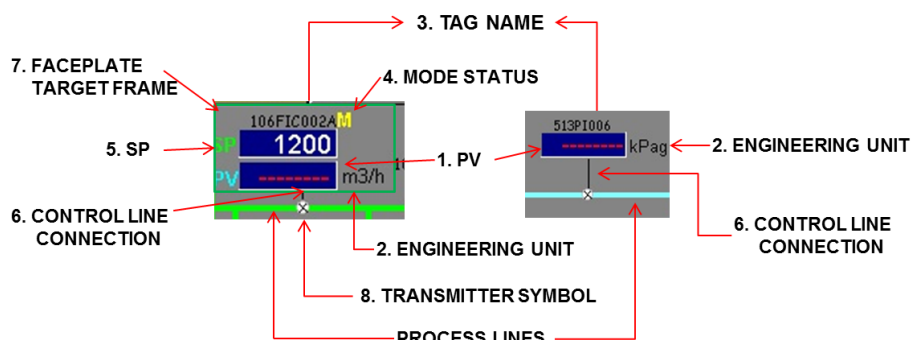 3. TAG NAME
7. FACEPLATE
TARGET FRAME
4. MODE STATUS
106FIC002A M
513PI006
5. SP
SP 1200
1. PV
-------- kPag
2. ENGINEERING UNIT
PV -------- m3/h
6. CONTROL LINE
CONNECTION
2. ENGINEERING UNIT
6. CONTROL LINE
CONNECTION
8. TRANSMITTER SYMBOL
PROCESS LINES